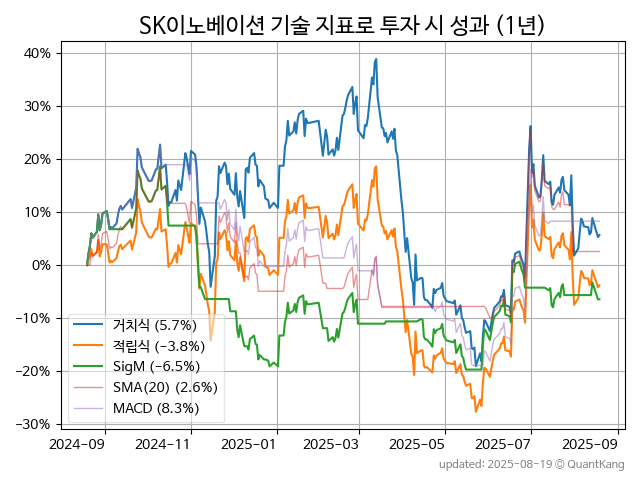 SK이노베이션 기술 지표로 투자 시 성과 (1년)
40%
30%
20%
10%
0%
−10%
−20%
−30%
거치식 (5.7%)
적립식 (−3.8%)
SigM (−6.5%)
SMA(20) (2.6%)
MACD (8.3%)
2024-09 2024-11 2025-01 2025-03 2025-05 2025-07 2025-09
updated: 2025-08-19 © QuantKang